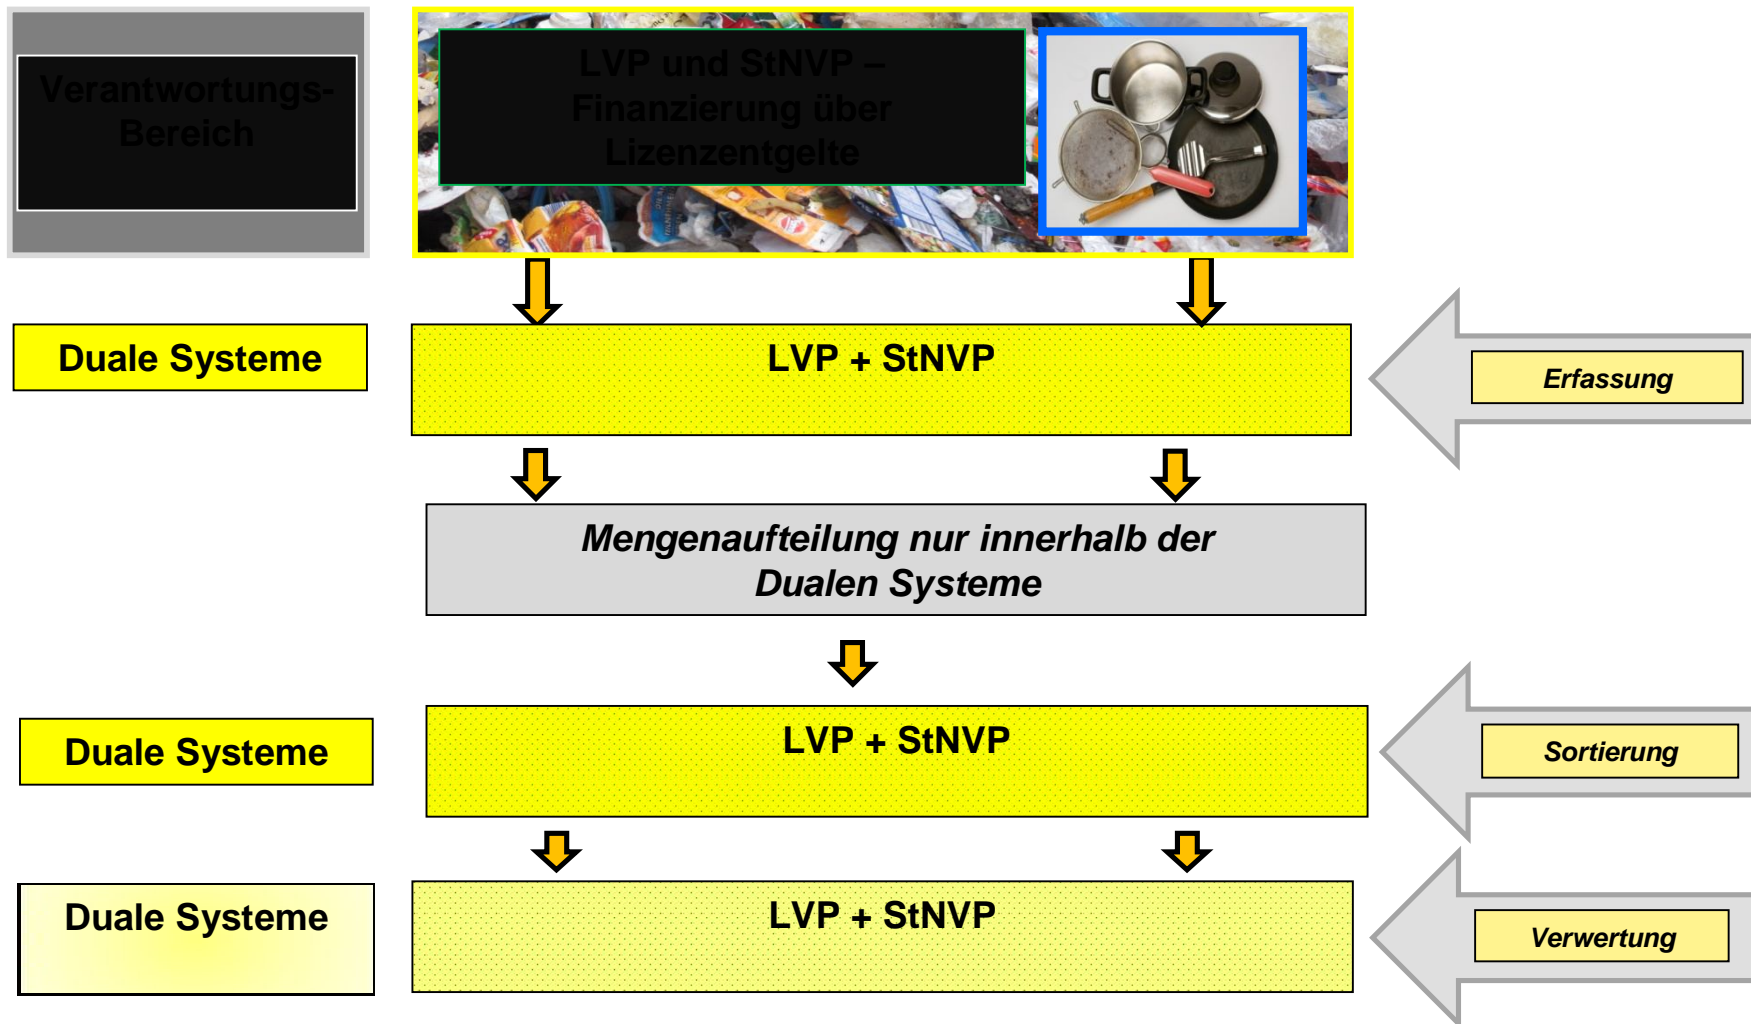 Verantwortungs-
Bereich
LVP und StNVP –
Finanzierung über
Lizenzentgelte
Duale Systeme
LVP + StNVP
Erfassung
Mengenaufteilung nur innerhalb der
Dualen Systeme
Duale Systeme
LVP + StNVP
Sortierung
Duale Systeme
LVP + StNVP
Verwertung